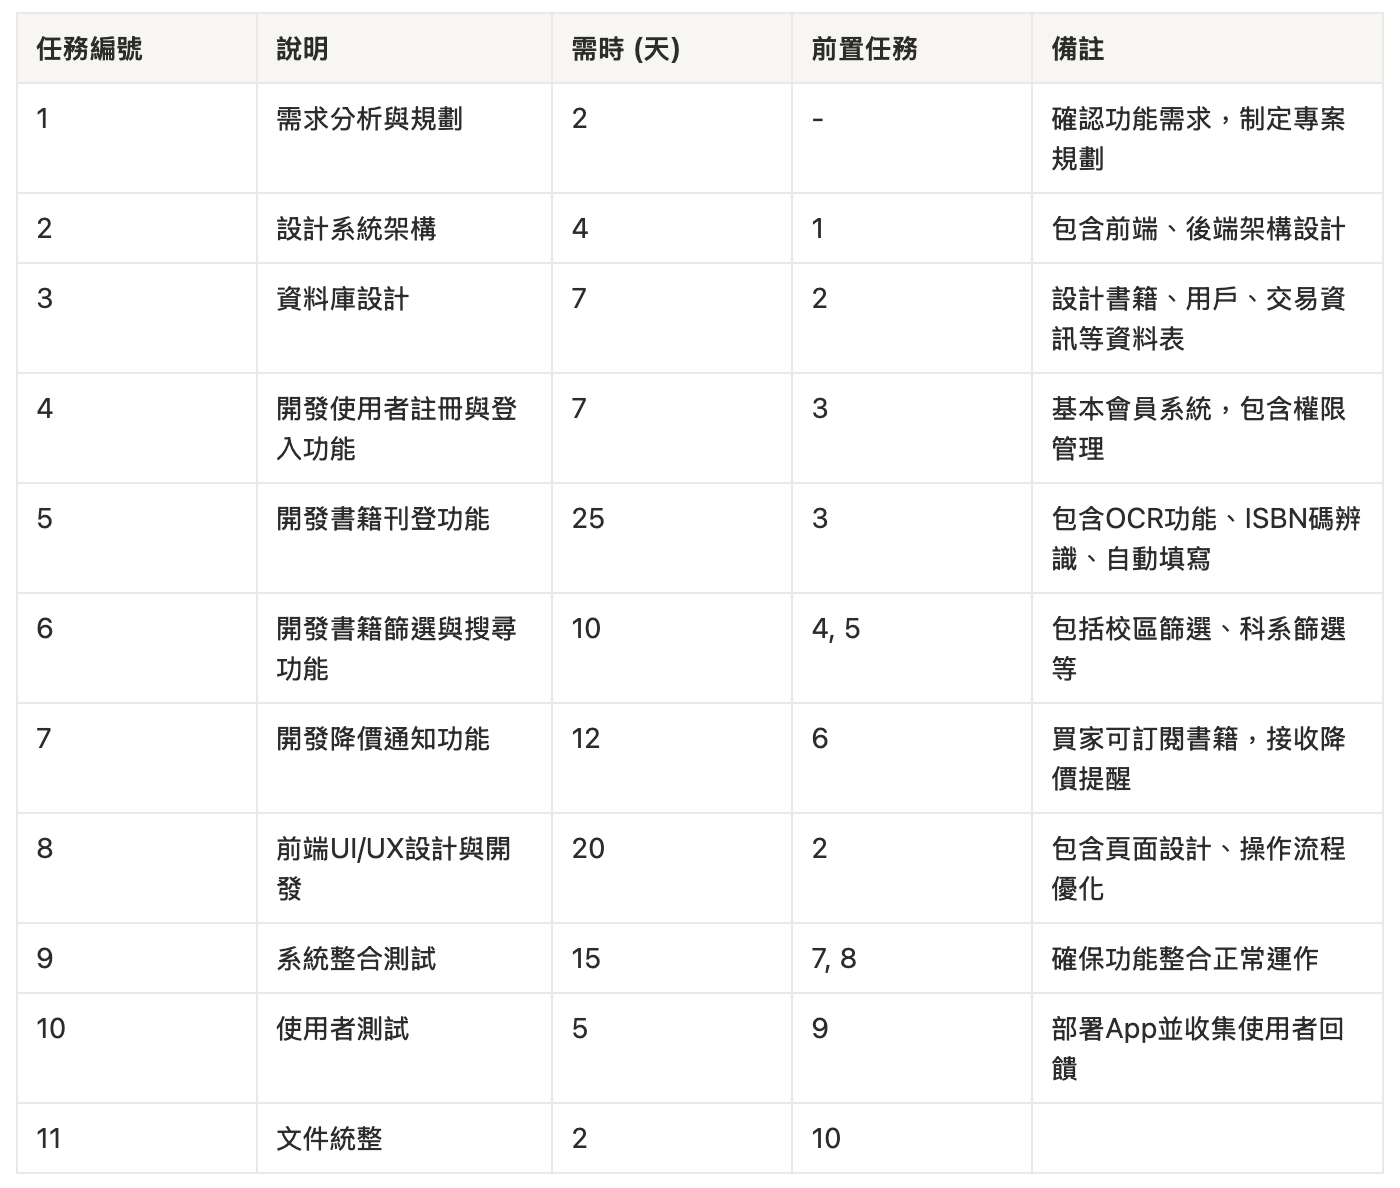 任務編號 說明 需時 (天) 前置任務 備註
1 需求分析與規劃 2 - 確認功能需求，制定專案
規劃
2 設計系統架構 4 1 包含前端、後端架構設計
3 資料庫設計 7 2 設計書籍、用戶、交易資
訊等資料表
4 開發使用者註冊與登 7 3 基本會員系統，包含權限
入功能 管理
5 開發書籍刊登功能 25 3 包含OCR功能、ISBN碼辨
識、自動填寫
6 開發書籍篩選與搜尋 10 4, 5 包括校區篩選、科系篩選
功能 等
7 開發降價通知功能 12 6 買家可訂閱書籍，接收降
價提醒
8 前端UI/UX設計與開 20 2 包含頁面設計、操作流程
發 優化
9 系統整合測試 15 7, 8 確保功能整合正常運作
10 使用者測試 5 9 部署App並收集使用者回
饋
11 文件統整 2 10